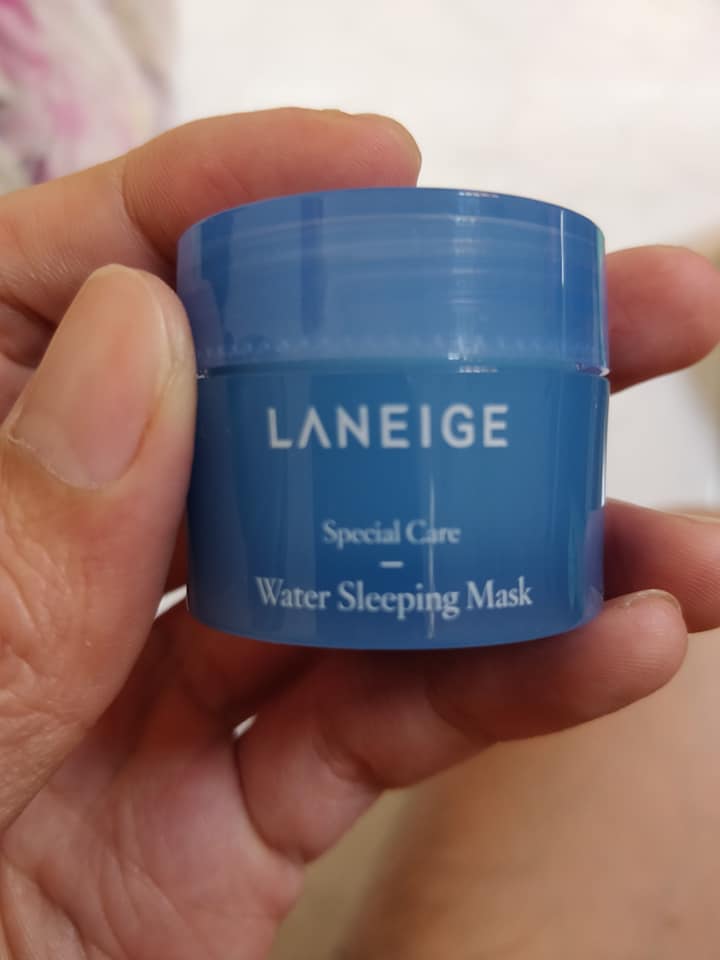 LANEIGE
Special Care
Water Sleeping Mask